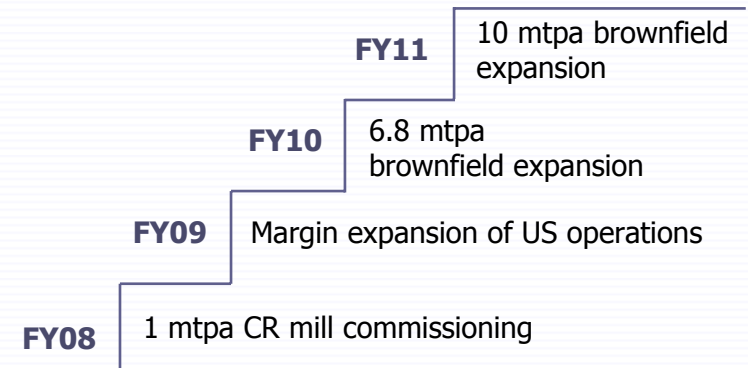 FY11
10 mtpa brownfield
expansion
FY10
6.8 mtpa
brownfield expansion
FY09
Margin expansion of US operations
FY08
1 mtpa CR mill commissioning